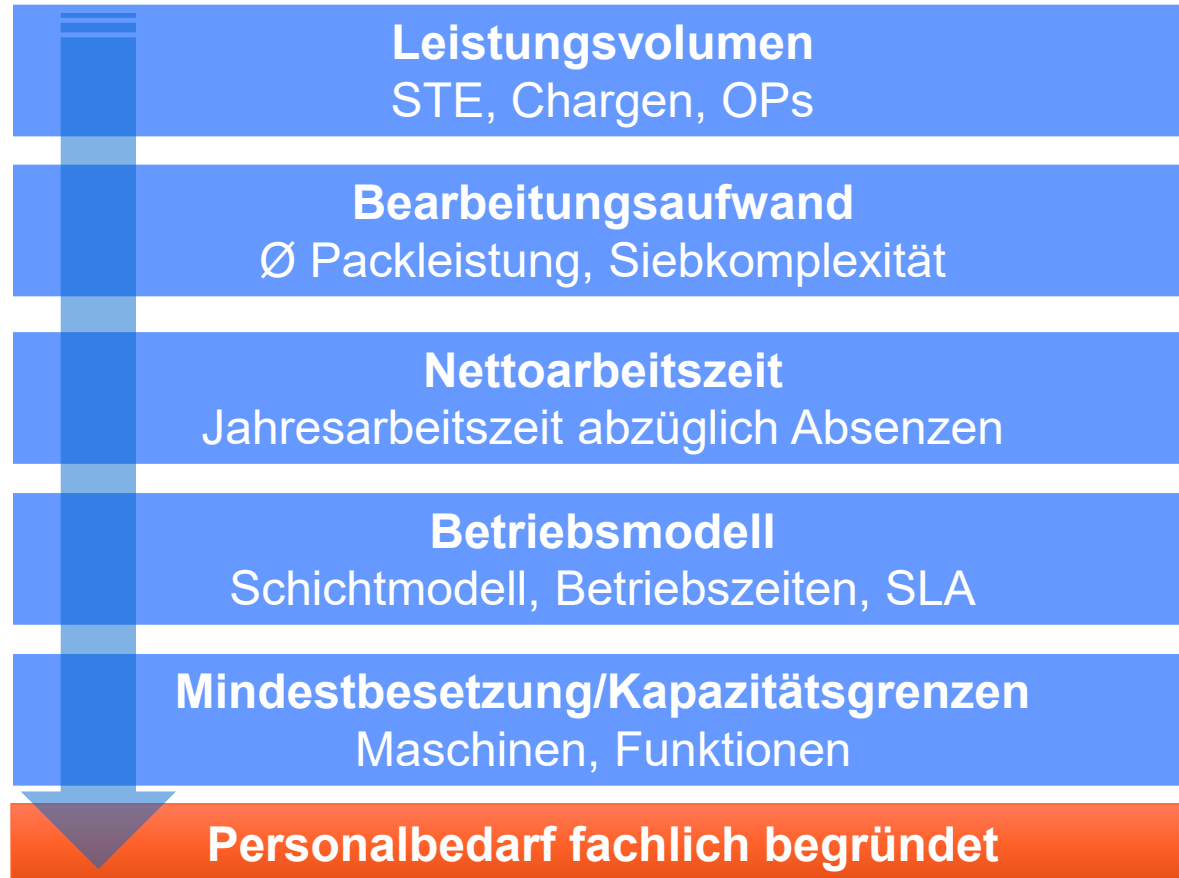 Leistungsvolumen
STE, Chargen, OPs
Bearbeitungsaufwand
Ø Packleistung, Siebkomplexität
Nettoarbeitszeit
Jahresarbeitszeit abzüglich Absenzen
Betriebsmodell
Schichtmodell, Betriebszeiten, SLA
Mindestbesetzung/Kapazitätsgrenzen
Maschinen, Funktionen
Personalbedarf fachlich begründet